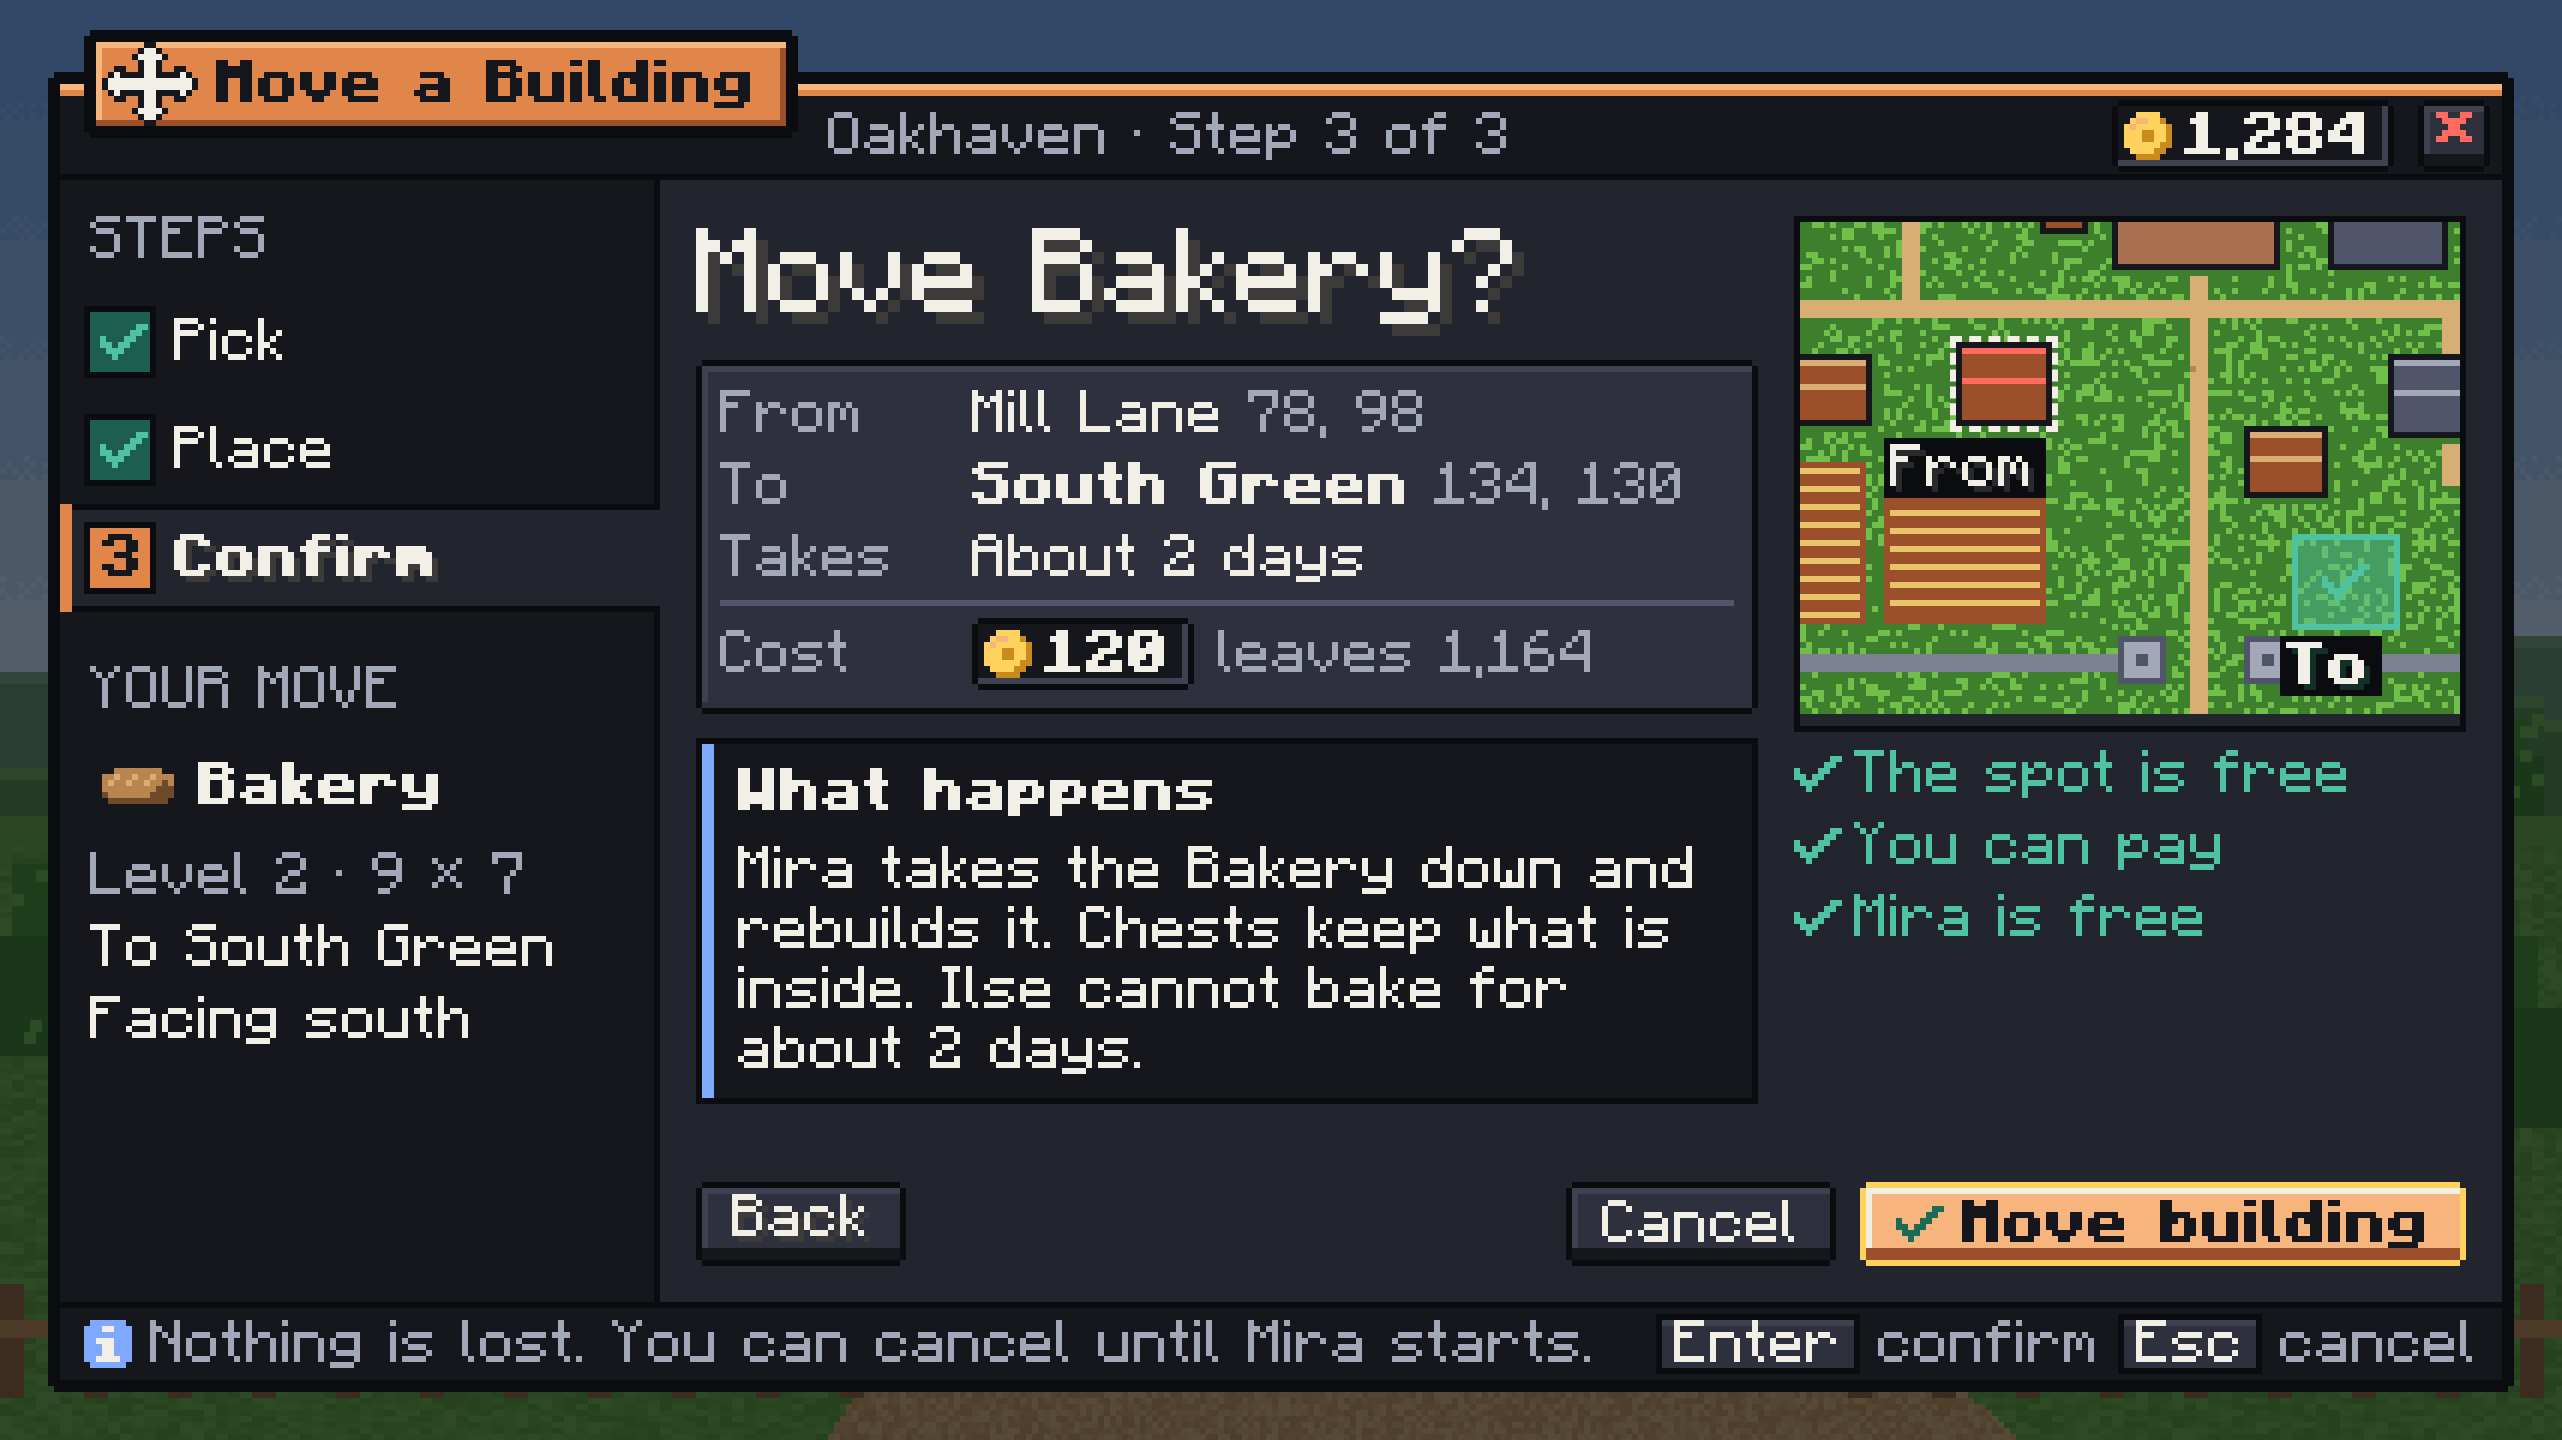 Move a Building
Oakhaven · Step 3 of 3
1,284
STEPS
Pick
Place
3 Confirm
YOUR MOVE
Bakery
Level 2 · 9 × 7
To South Green
Facing south
Move Bakery?
From Mill Lane 78, 98
To South Green 134, 130
Takes About 2 days
Cost 120 leaves 1,164
What happens
Mira takes the Bakery down and
rebuilds it. Chests keep what is
inside. Ilse cannot bake for
about 2 days.
From
To
The spot is free
You can pay
Mira is free
Back
Cancel
Move building
i Nothing is lost. You can cancel until Mira starts.
Enter confirm Esc cancel